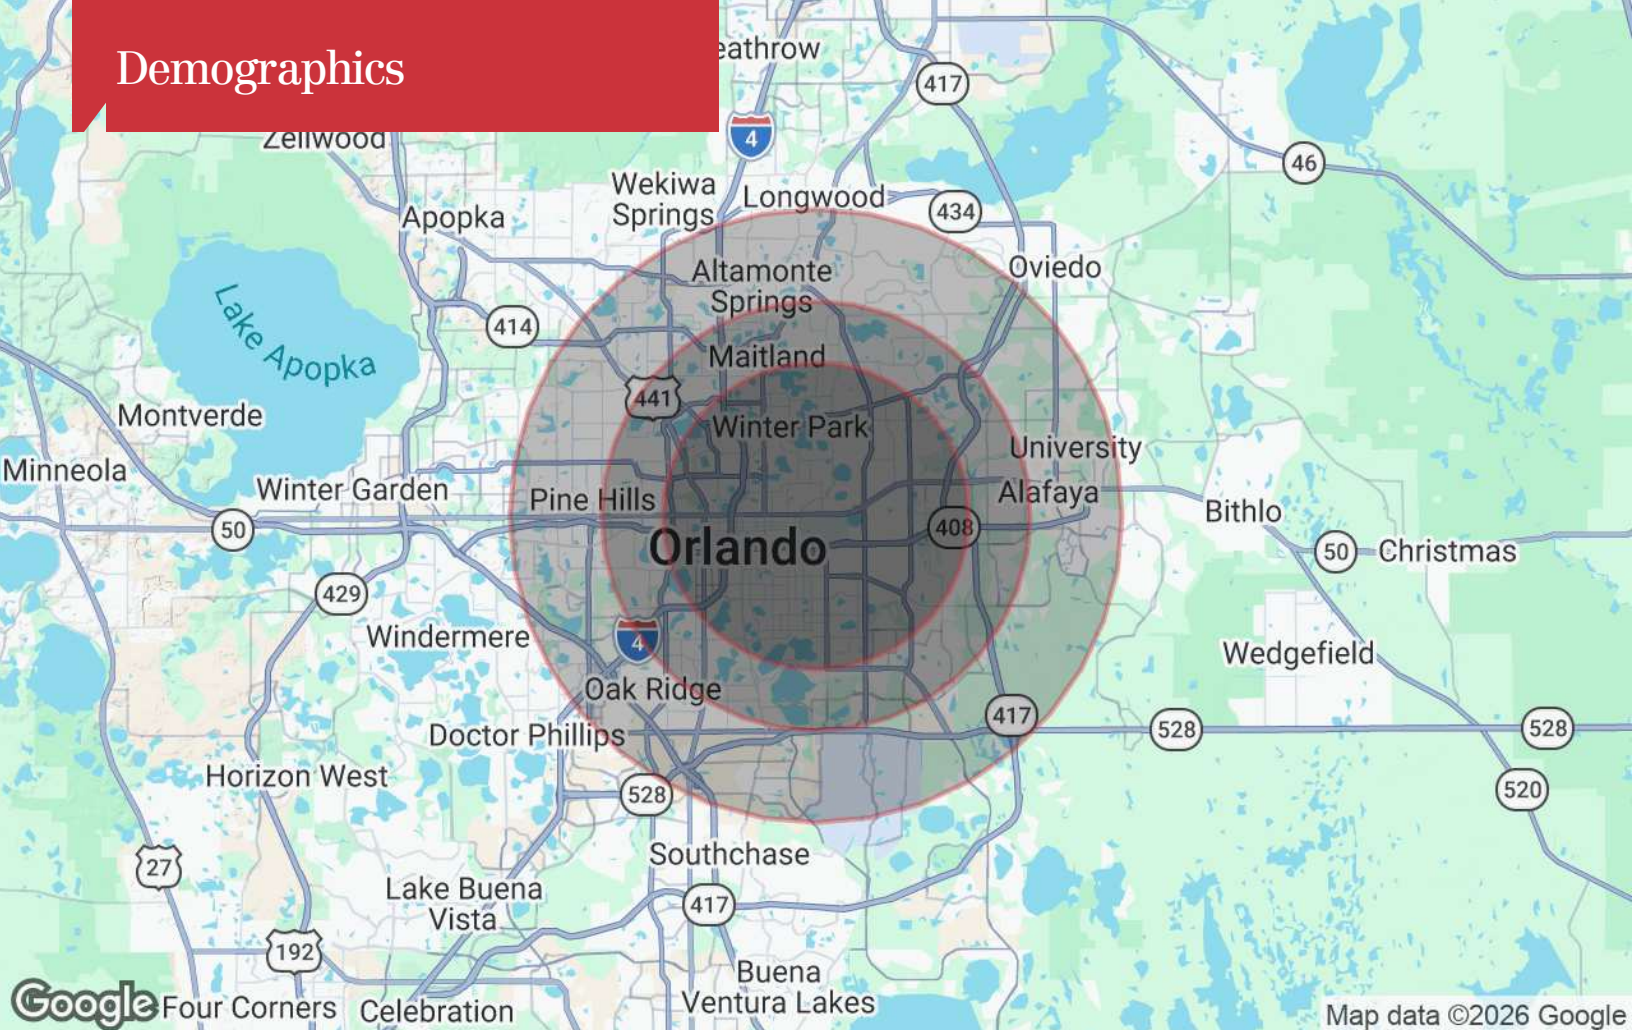 Demographics
eathrow
417
Zellwood
4
46
Wekiwa
Springs
Longwood
434
Apopka
Altamonte
Springs
Oviedo
Lake Apopka
414
Maitland
441
Montverde
Winter Park
University
Minneola
Winter Garden
Pine Hills
Alafaya
50
Orlando
408
Bithlo
50
Christmas
429
Windermere
4
Wedgefield
Oak Ridge
417
Doctor Phillips
528
528
Horizon West
528
520
27
Southchase
Lake Buena
Vista
417
192
Buena
Ventura Lakes
Google
Four Corners
Celebration
Map data ©2026 Google